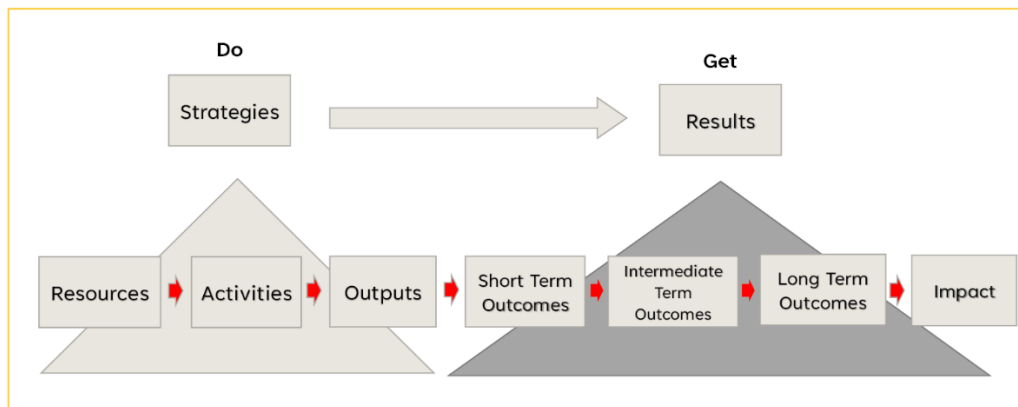 Do
Get
Strategies
Results
Resources
Activities
Outputs
Short Term
Outcomes
Intermediate
Term
Outcomes
Long Term
Outcomes
Impact